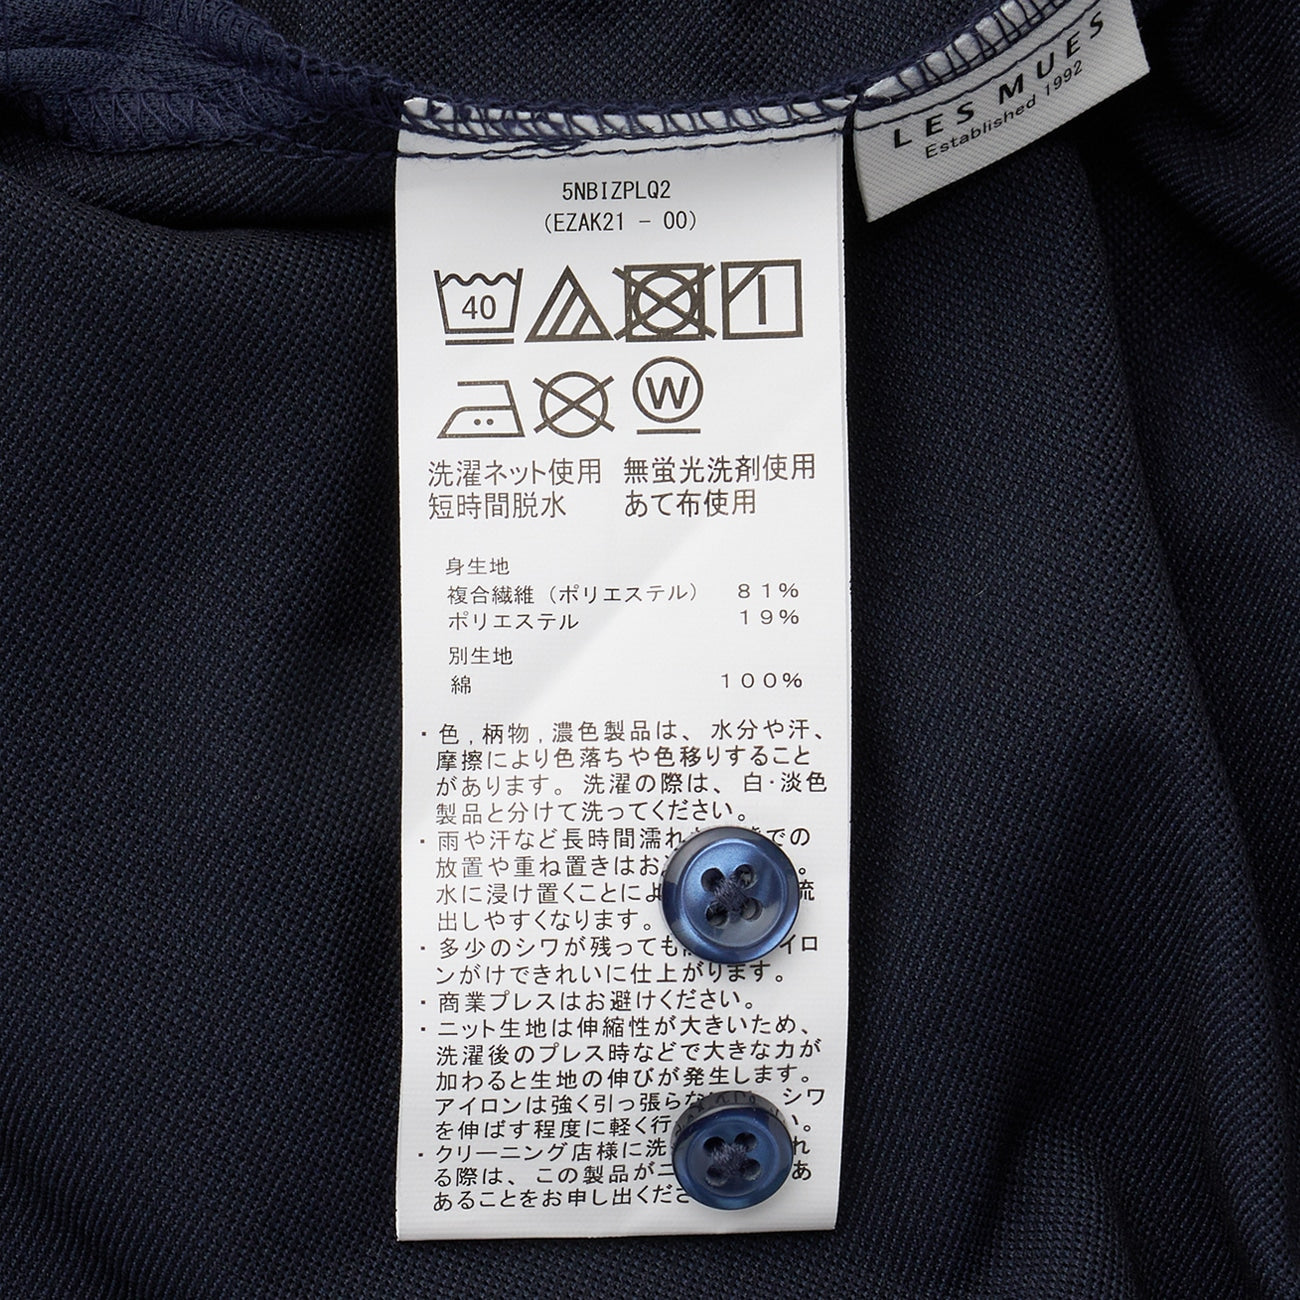 LES MUES
Established 1992
5NBIZPLQ2
(EZAK21 - 00)
40
W
洗濯ネット使用 無蛍光洗剤使用
短時間脱水 あて布使用
身生地
複合繊維(ポリエステル) 81%
ポリエステル 19%
別生地
綿 100%
・色,柄物,濃色製品は、水分や汗、
摩擦により色落ちや色移りすること
があります。洗濯の際は、白・淡色
製品と分けて洗ってください。
・雨や汗など長時間濡れ での
放置や重ね置きはお 。
水に浸け置くことによ 流
出しやすくなります。
・多少のシワが残っても イロ
ンがけできれいに仕上がります。
・商業プレスはお避けください。
・ニット生地は伸縮性が大きいため、
洗濯後のプレス時などで大きな力が
加わると生地の伸びが発生します。
アイロンは強く引っ張らな シワ
を伸ばす程度に軽く行 い。
・クリーニング店様に洗 れ
る際は、この製品がニ あ
あることをお申し出くださ